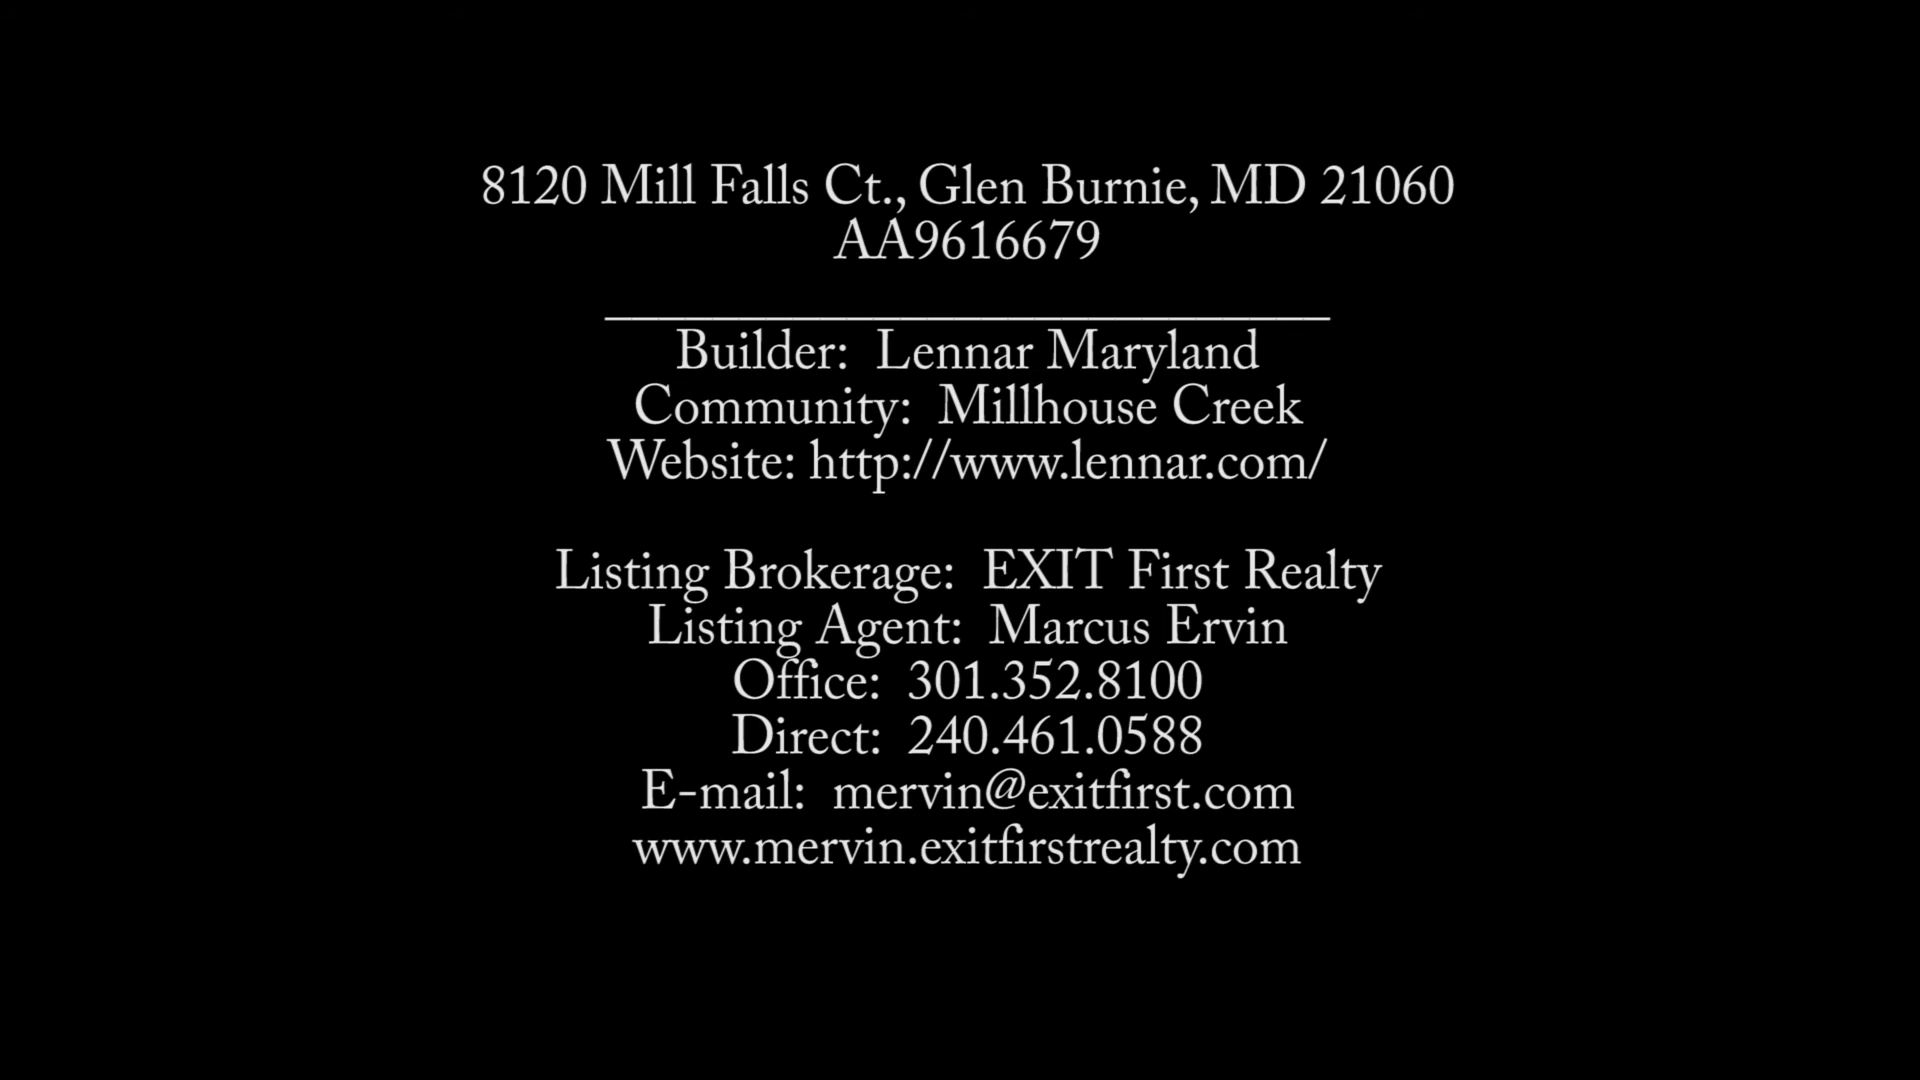 8120 Mill Falls Ct., Glen Burnie, MD 21060
AA9616679
___________________________
Builder:  Lennar Maryland
Community:  Millhouse Creek
Website: http://www.lennar.com/
Listing Brokerage:  EXIT First Realty
Listing Agent:  Marcus Ervin
Office:  301.352.8100
Direct:  240.461.0588
E-mail:  mervin@exitfirst.com
www.mervin.exitfirstrealty.com